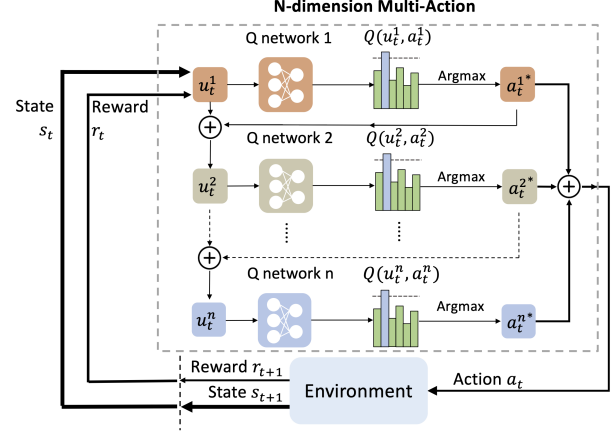 N-dimension Multi-Action
Q network 1
Q(u_t^1, a_t^1)
State
s_t
Reward
r_t
u_t^1
Argmax
a_t^{1*}
+
Q network 2
Q(u_t^2, a_t^2)
u_t^2
Argmax
a_t^{2*}
+
+
Q network n
Q(u_t^n, a_t^n)
u_t^n
Argmax
a_t^{n*}
Reward r_{t+1}
State s_{t+1}
Environment
Action a_t